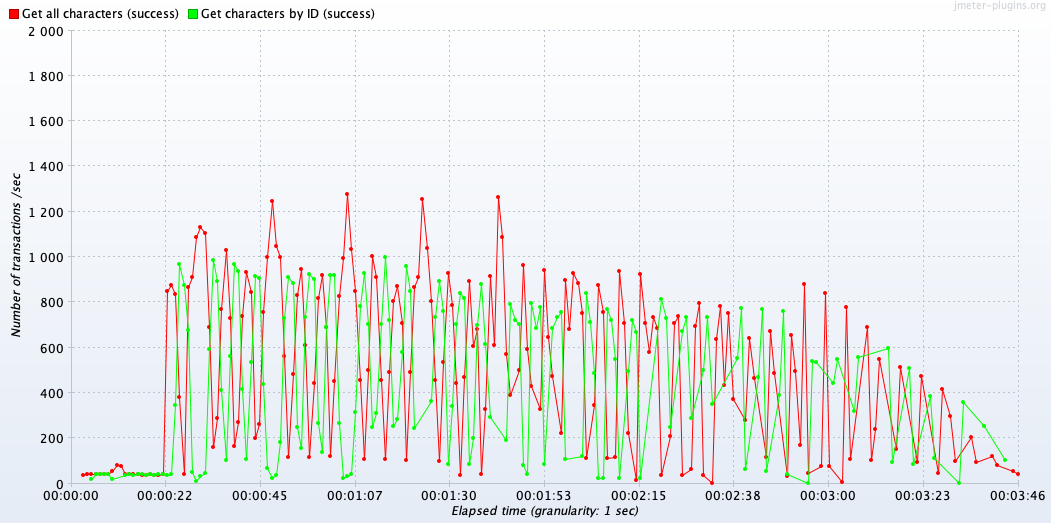 jmeter-plugins.org
Get all characters (success) Get characters by ID (success)
2 000
1 800
1 600
1 400
1 200
1 000
800
600
400
200
0
Number of transactions /sec
00:00:00 00:00:22 00:00:45 00:01:07 00:01:30 00:01:53 00:02:15 00:02:38 00:03:00 00:03:23 00:03:46
Elapsed time (granularity: 1 sec)